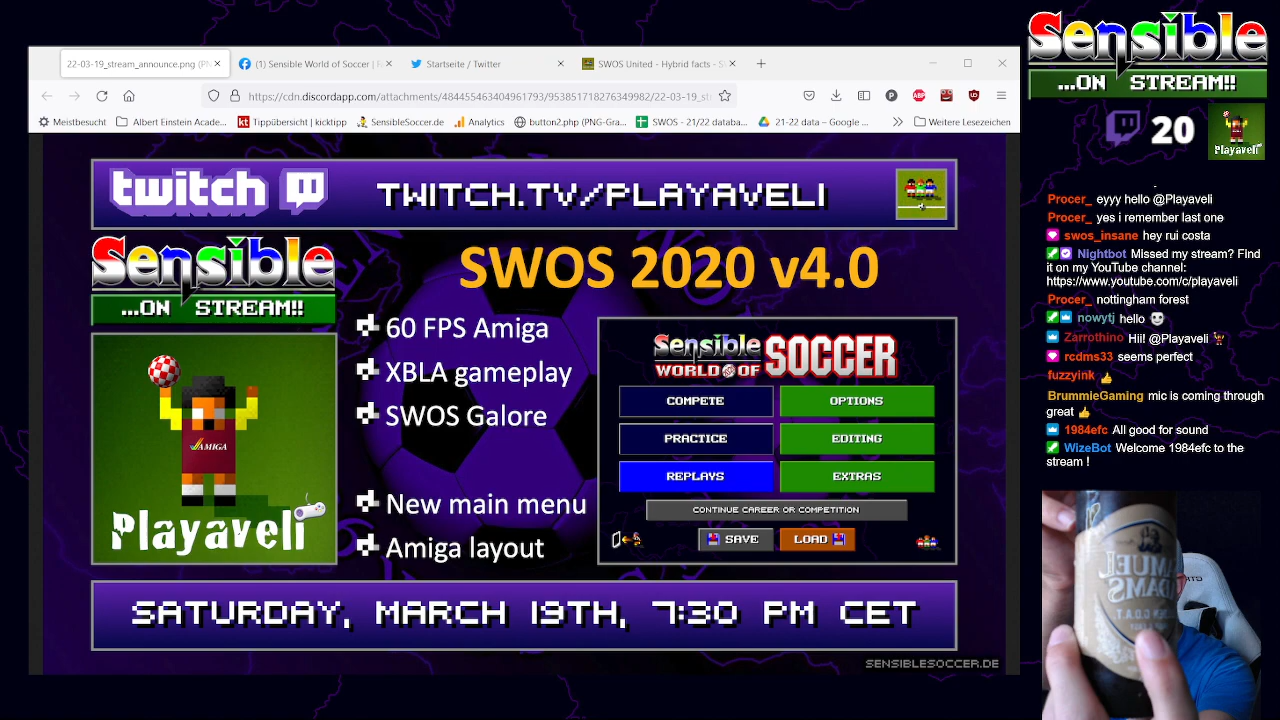 22-03-19_stream_announce.png (PN
(1) Sensible World of Soccer | F
Startseite / Twitter
SWOS United - Hybrid facts - S
https://cdn.discordapp.com/attachments/484455463404961793/953851718276349982/22-03-19_st
Meistbesucht
Albert Einstein Acade...
kt Tippübersicht | kicktipp
SensibleSoccer.de
Analytics
button2.php (PNG-Gra...
SWOS - 21/22 databa...
21-22 data – Google ...
Weitere Lesezeichen
twitch
TWITCH.TV/PLAYAVELI
Sensible
...ON STREAM!!
SWOS 2020 v4.0
60 FPS Amiga
XBLA gameplay
SWOS Galore
New main menu
Amiga layout
AMIGA
Playaveli
Sensible
WORLD OF
SOCCER
COMPETE
OPTIONS
PRACTICE
EDITING
REPLAYS
EXTRAS
CONTINUE CAREER OR COMPETITION
SAVE
LOAD
SATURDAY, MARCH 19TH, 7:30 PM CET
SENSIBLESOCCER.DE
Sensible
...ON STREAM!!
20
Playaveli
Procer_ eyyy hello @Playaveli
Procer_ yes i remember last one
swos_insane hey rui costa
Nightbot Missed my stream? Find
it on my YouTube channel:
https://www.youtube.com/c/playaveli
Procer_ nottingham forest
nowytj hello
Zarrothino Hii! @Playaveli
rcdms33 seems perfect
fuzzyink
BrummieGaming mic is coming through
great
1984efc All good for sound
WizeBot Welcome 1984efc to the
stream !
SAMUEL
ADAMS